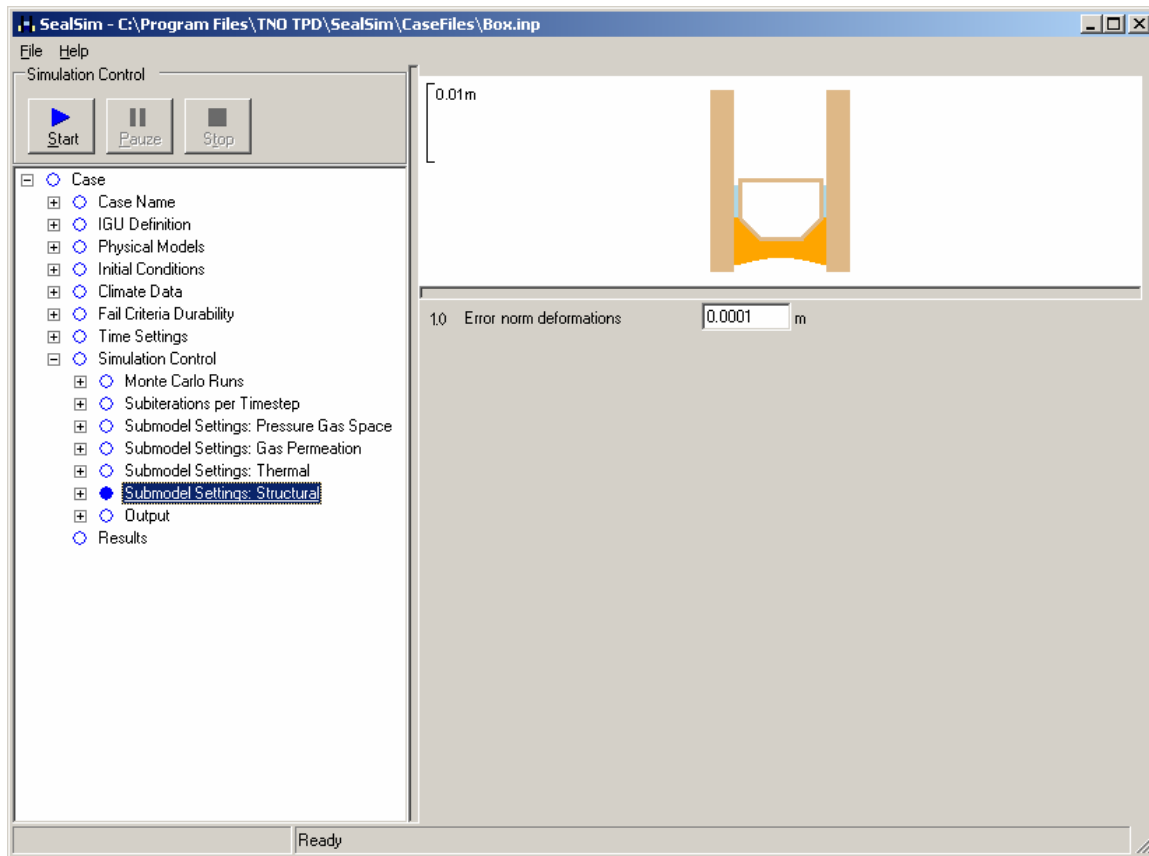 SealSim - C:\Program Files\TNO TPD\SealSim\CaseFiles\Box.inp
File Help
Simulation Control
Start Pauze Stop
Case
Case Name
IGU Definition
Physical Models
Initial Conditions
Climate Data
Fail Criteria Durability
Time Settings
Simulation Control
Monte Carlo Runs
Subiterations per Timestep
Submodel Settings: Pressure Gas Space
Submodel Settings: Gas Permeation
Submodel Settings: Thermal
Submodel Settings: Structural
Output
Results
0.01m
1.0 Error norm deformations 0.0001 m
Ready